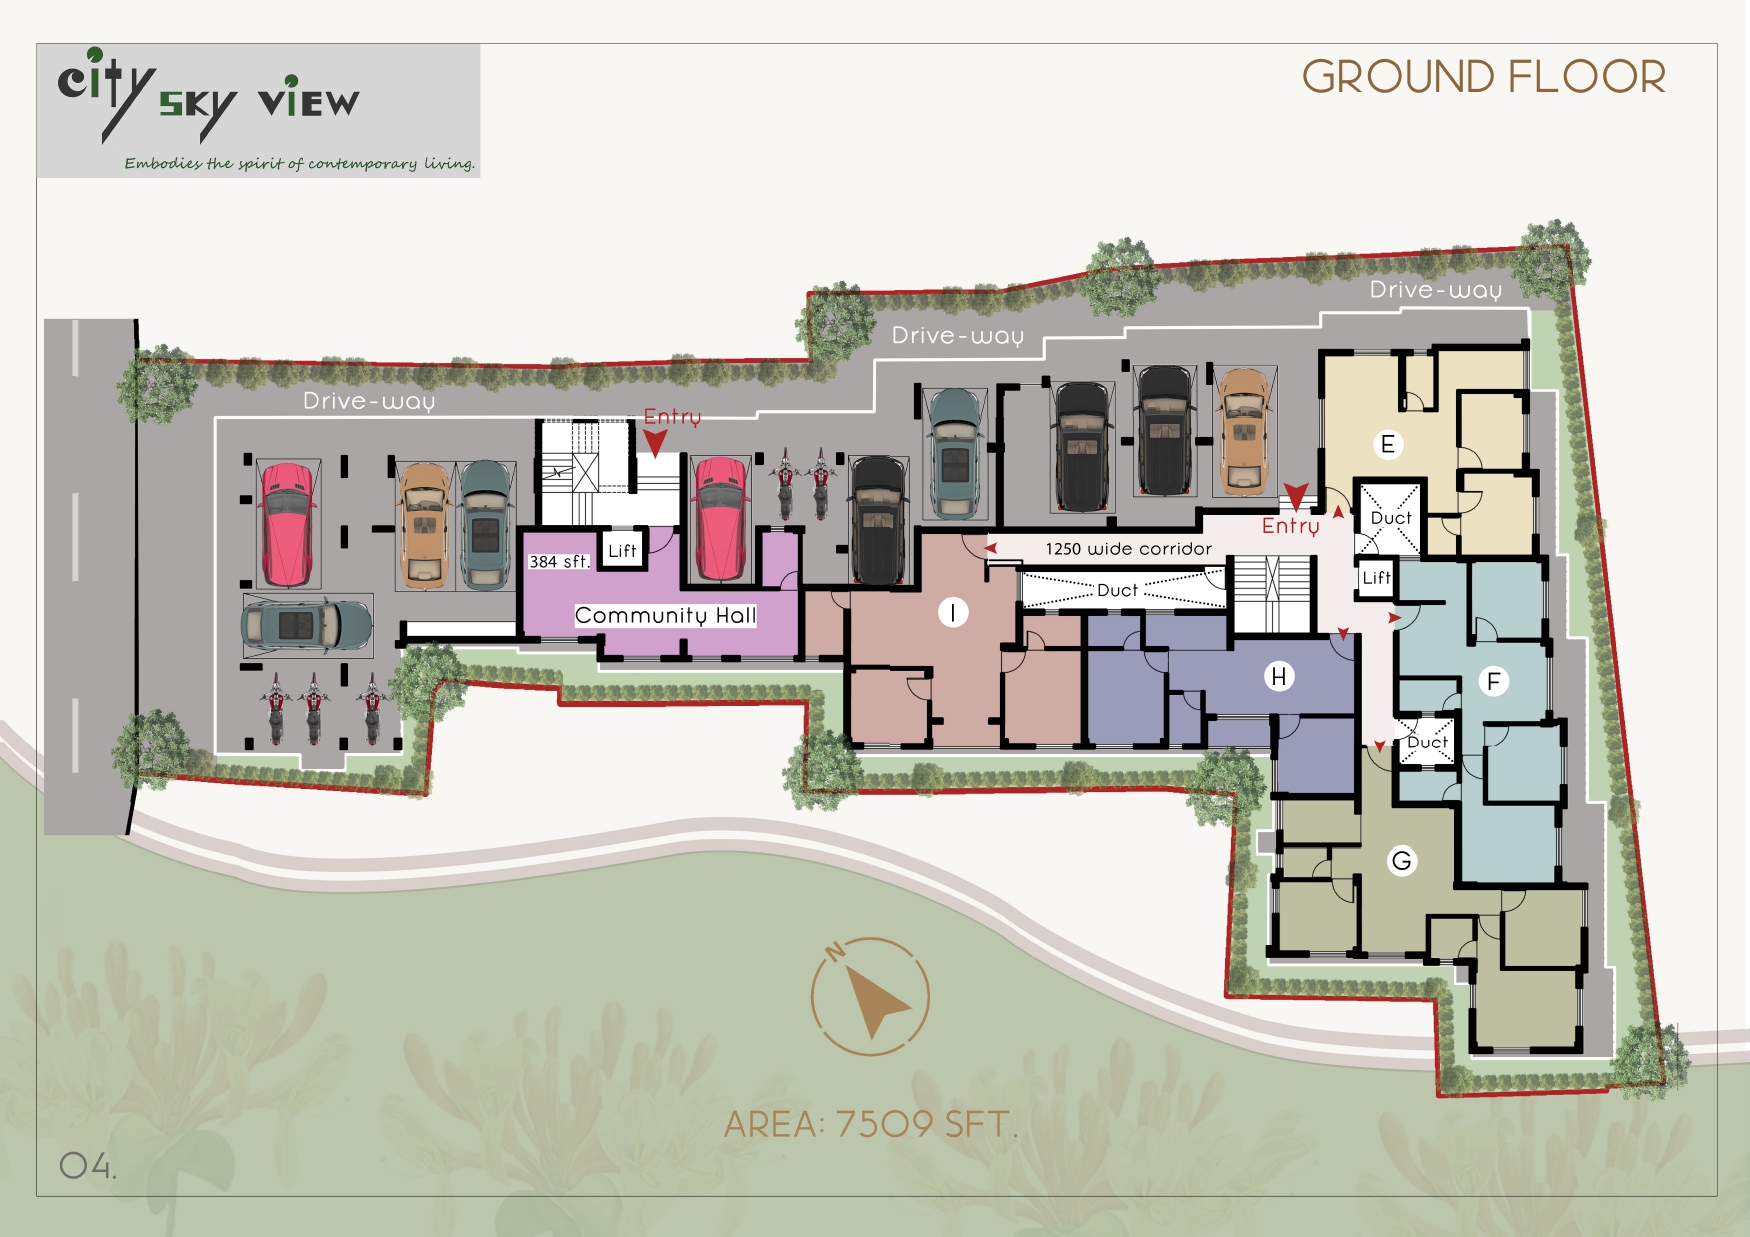 City SKY VIEW
Embodies the spirit of contemporary living.
GROUND FLOOR
Drive-way
Drive-way
Drive-way
Entry
E
Duct
Entry
384 sft.
Lift
1250 wide corridor
Duct
Lift
Community Hall
I
H
F
Duct
G
N
AREA: 7509 SFT.
04.